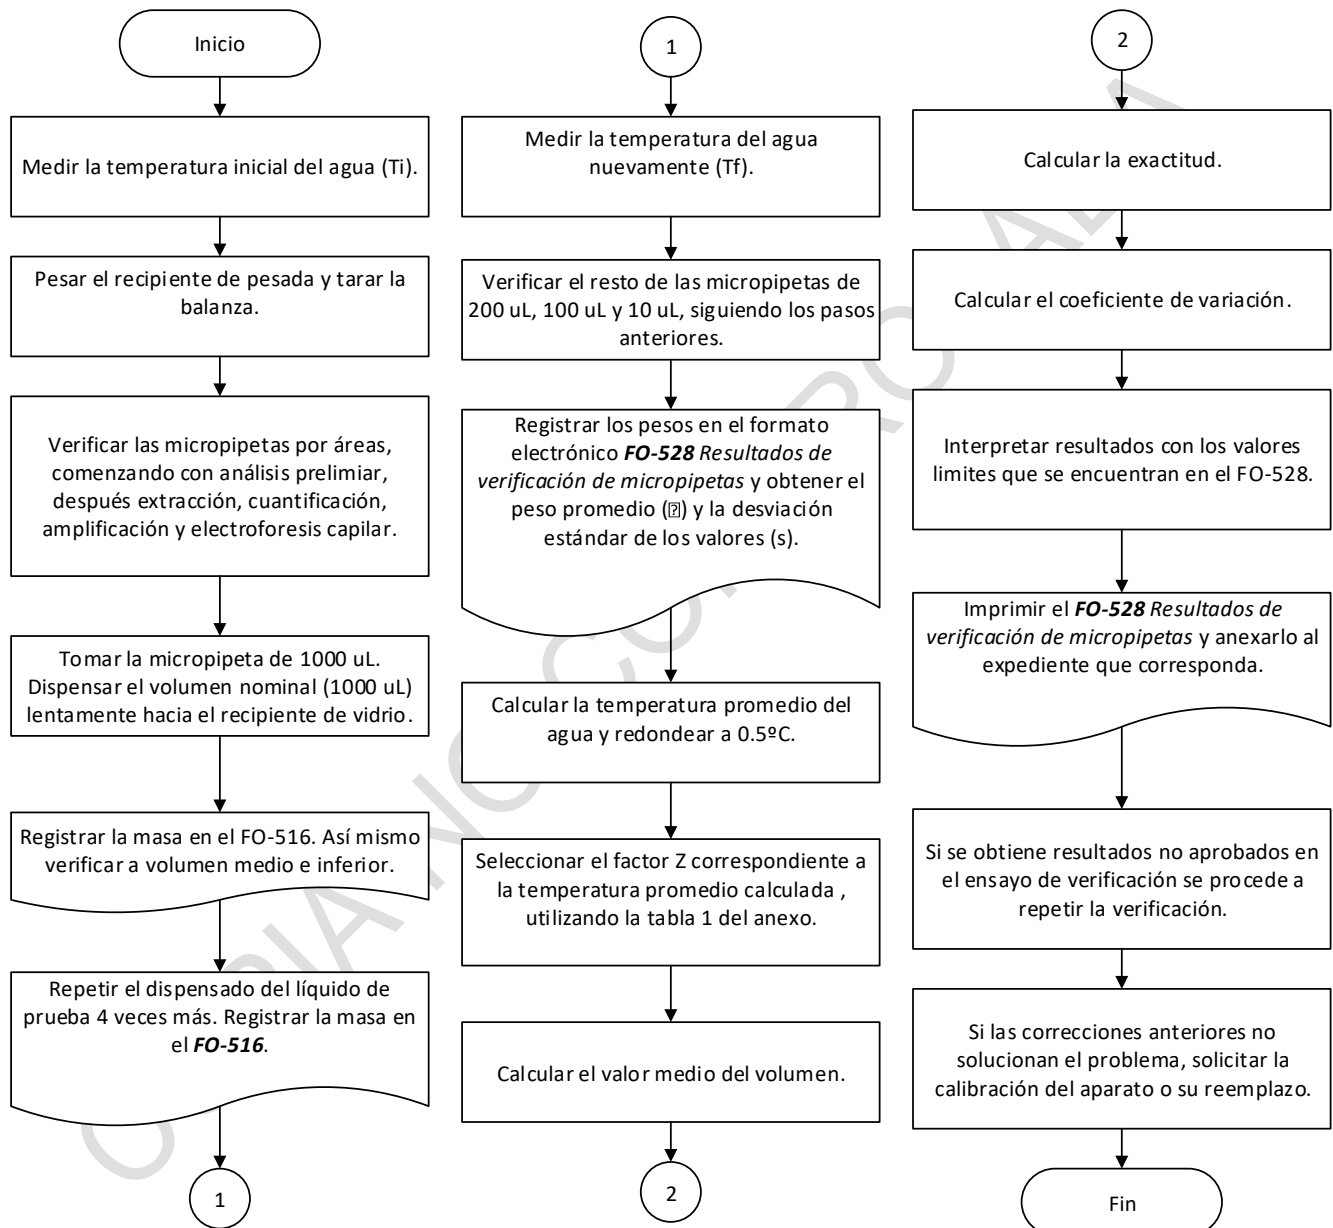 Inicio
Medir la temperatura inicial del agua (Ti).
Pesar el recipiente de pesada y tarar la
balanza.
Verificar las micropipetas por áreas,
comenzando con análisis prelimiar,
después extracción, cuantificación,
amplificación y electroforesis capilar.
Tomar la micropipeta de 1000 uL.
Dispensar el volumen nominal (1000 uL)
lentamente hacia el recipiente de vidrio.
Registrar la masa en el FO-516. Así mismo
verificar a volumen medio e inferior.
Repetir el dispensado del líquido de
prueba 4 veces más. Registrar la masa en
el FO-516.
1
1
Medir la temperatura del agua
nuevamente (Tf).
Verificar el resto de las micropipetas de
200 uL, 100 uL y 10 uL, siguiendo los pasos
anteriores.
Registrar los pesos en el formato
electrónico FO-528 Resultados de
verificación de micropipetas y obtener el
peso promedio (⍰) y la desviación
estándar de los valores (s).
Calcular la temperatura promedio del
agua y redondear a 0.5ºC.
Seleccionar el factor Z correspondiente a
la temperatura promedio calculada ,
utilizando la tabla 1 del anexo.
Calcular el valor medio del volumen.
2
2
Calcular la exactitud.
Calcular el coeficiente de variación.
Interpretar resultados con los valores
limites que se encuentran en el FO-528.
Imprimir el FO-528 Resultados de
verificación de micropipetas y anexarlo al
expediente que corresponda.
Si se obtiene resultados no aprobados en
el ensayo de verificación se procede a
repetir la verificación.
Si las correcciones anteriores no
solucionan el problema, solicitar la
calibración del aparato o su reemplazo.
Fin